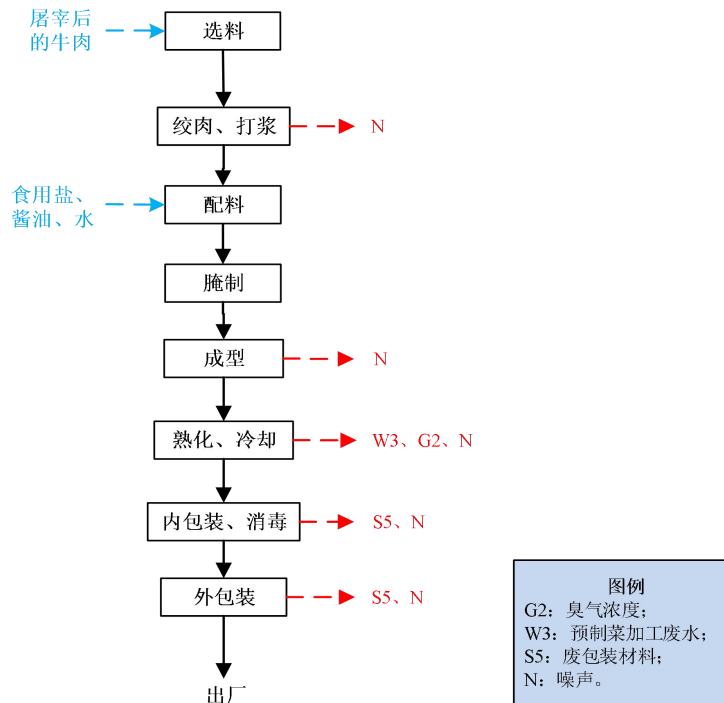 屠宰后
的牛肉
选料
绞肉、打浆
N
食用盐、
酱油、水
配料
腌制
成型
N
熟化、冷却
W3、G2、N
内包装、消毒
S5、N
外包装
S5、N
出厂
图例
G2：臭气浓度；
W3：预制菜加工废水；
S5：废包装材料；
N：噪声。